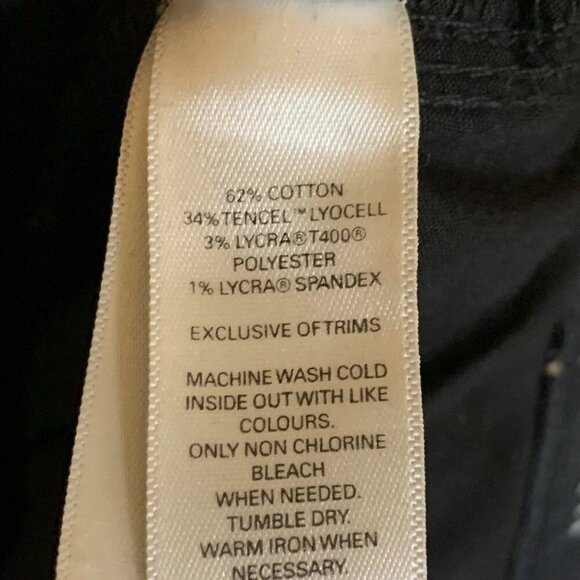 62% COTTON
34% TENCEL™ LYOCELL
3% LYCRA® T400®
POLYESTER
1% LYCRA® SPANDEX
EXCLUSIVE OF TRIMS
MACHINE WASH COLD
INSIDE OUT WITH LIKE
COLOURS.
ONLY NON CHLORINE
BLEACH
WHEN NEEDED.
TUMBLE DRY.
WARM IRON WHEN
NECESSARY.